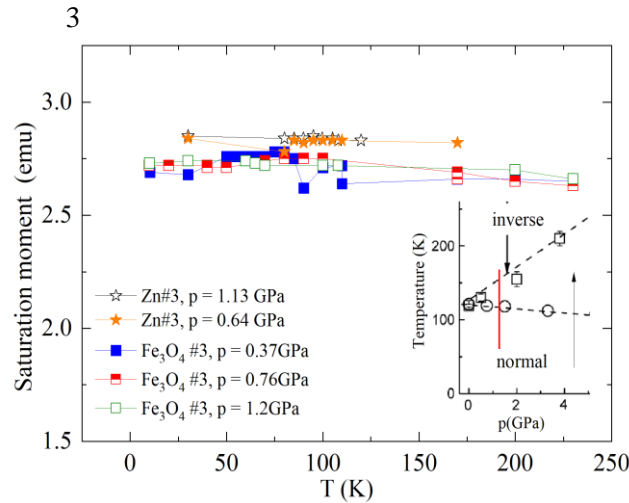 3
3.0
2.5
2.0
1.5
Saturation moment (emu)
Zn#3, p = 1.13 GPa
Zn#3, p = 0.64 GPa
Fe₃O₄ #3, p = 0.37GPa
Fe₃O₄ #3, p = 0.76GPa
Fe₃O₄ #3, p = 1.2GPa
0 50 100 150 200 250
T (K)
inverse
normal
Temperature (K)
200
100
0
0 2 4
p(GPa)